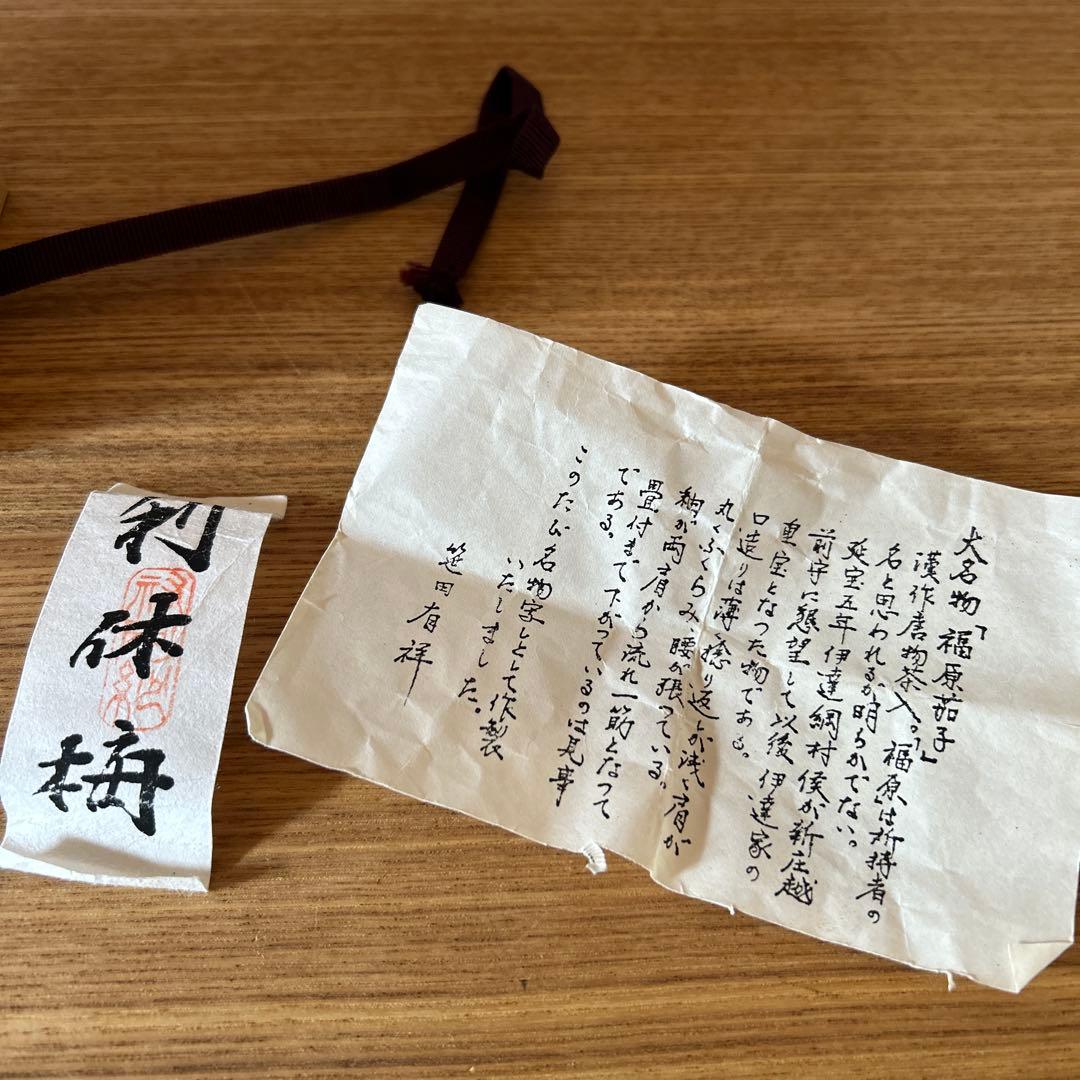 大名物「福原茄子」
漢作唐物茶入で、福原は所持者の
名と思われるが明らかでない。
延宝五年 伊達綱村侯が新庄越
前守に懇望して以後 伊達家の
重宝となった物である。
口造りは薄く捻り返しが浅く肩が
丸くふくらみ、腰が張っている。
釉が両肩から流れ一筋となって
畳付まで下がっているのは見事
である。
このたび名物写しとして作製
いたしました。
笹田有祥
利休梅